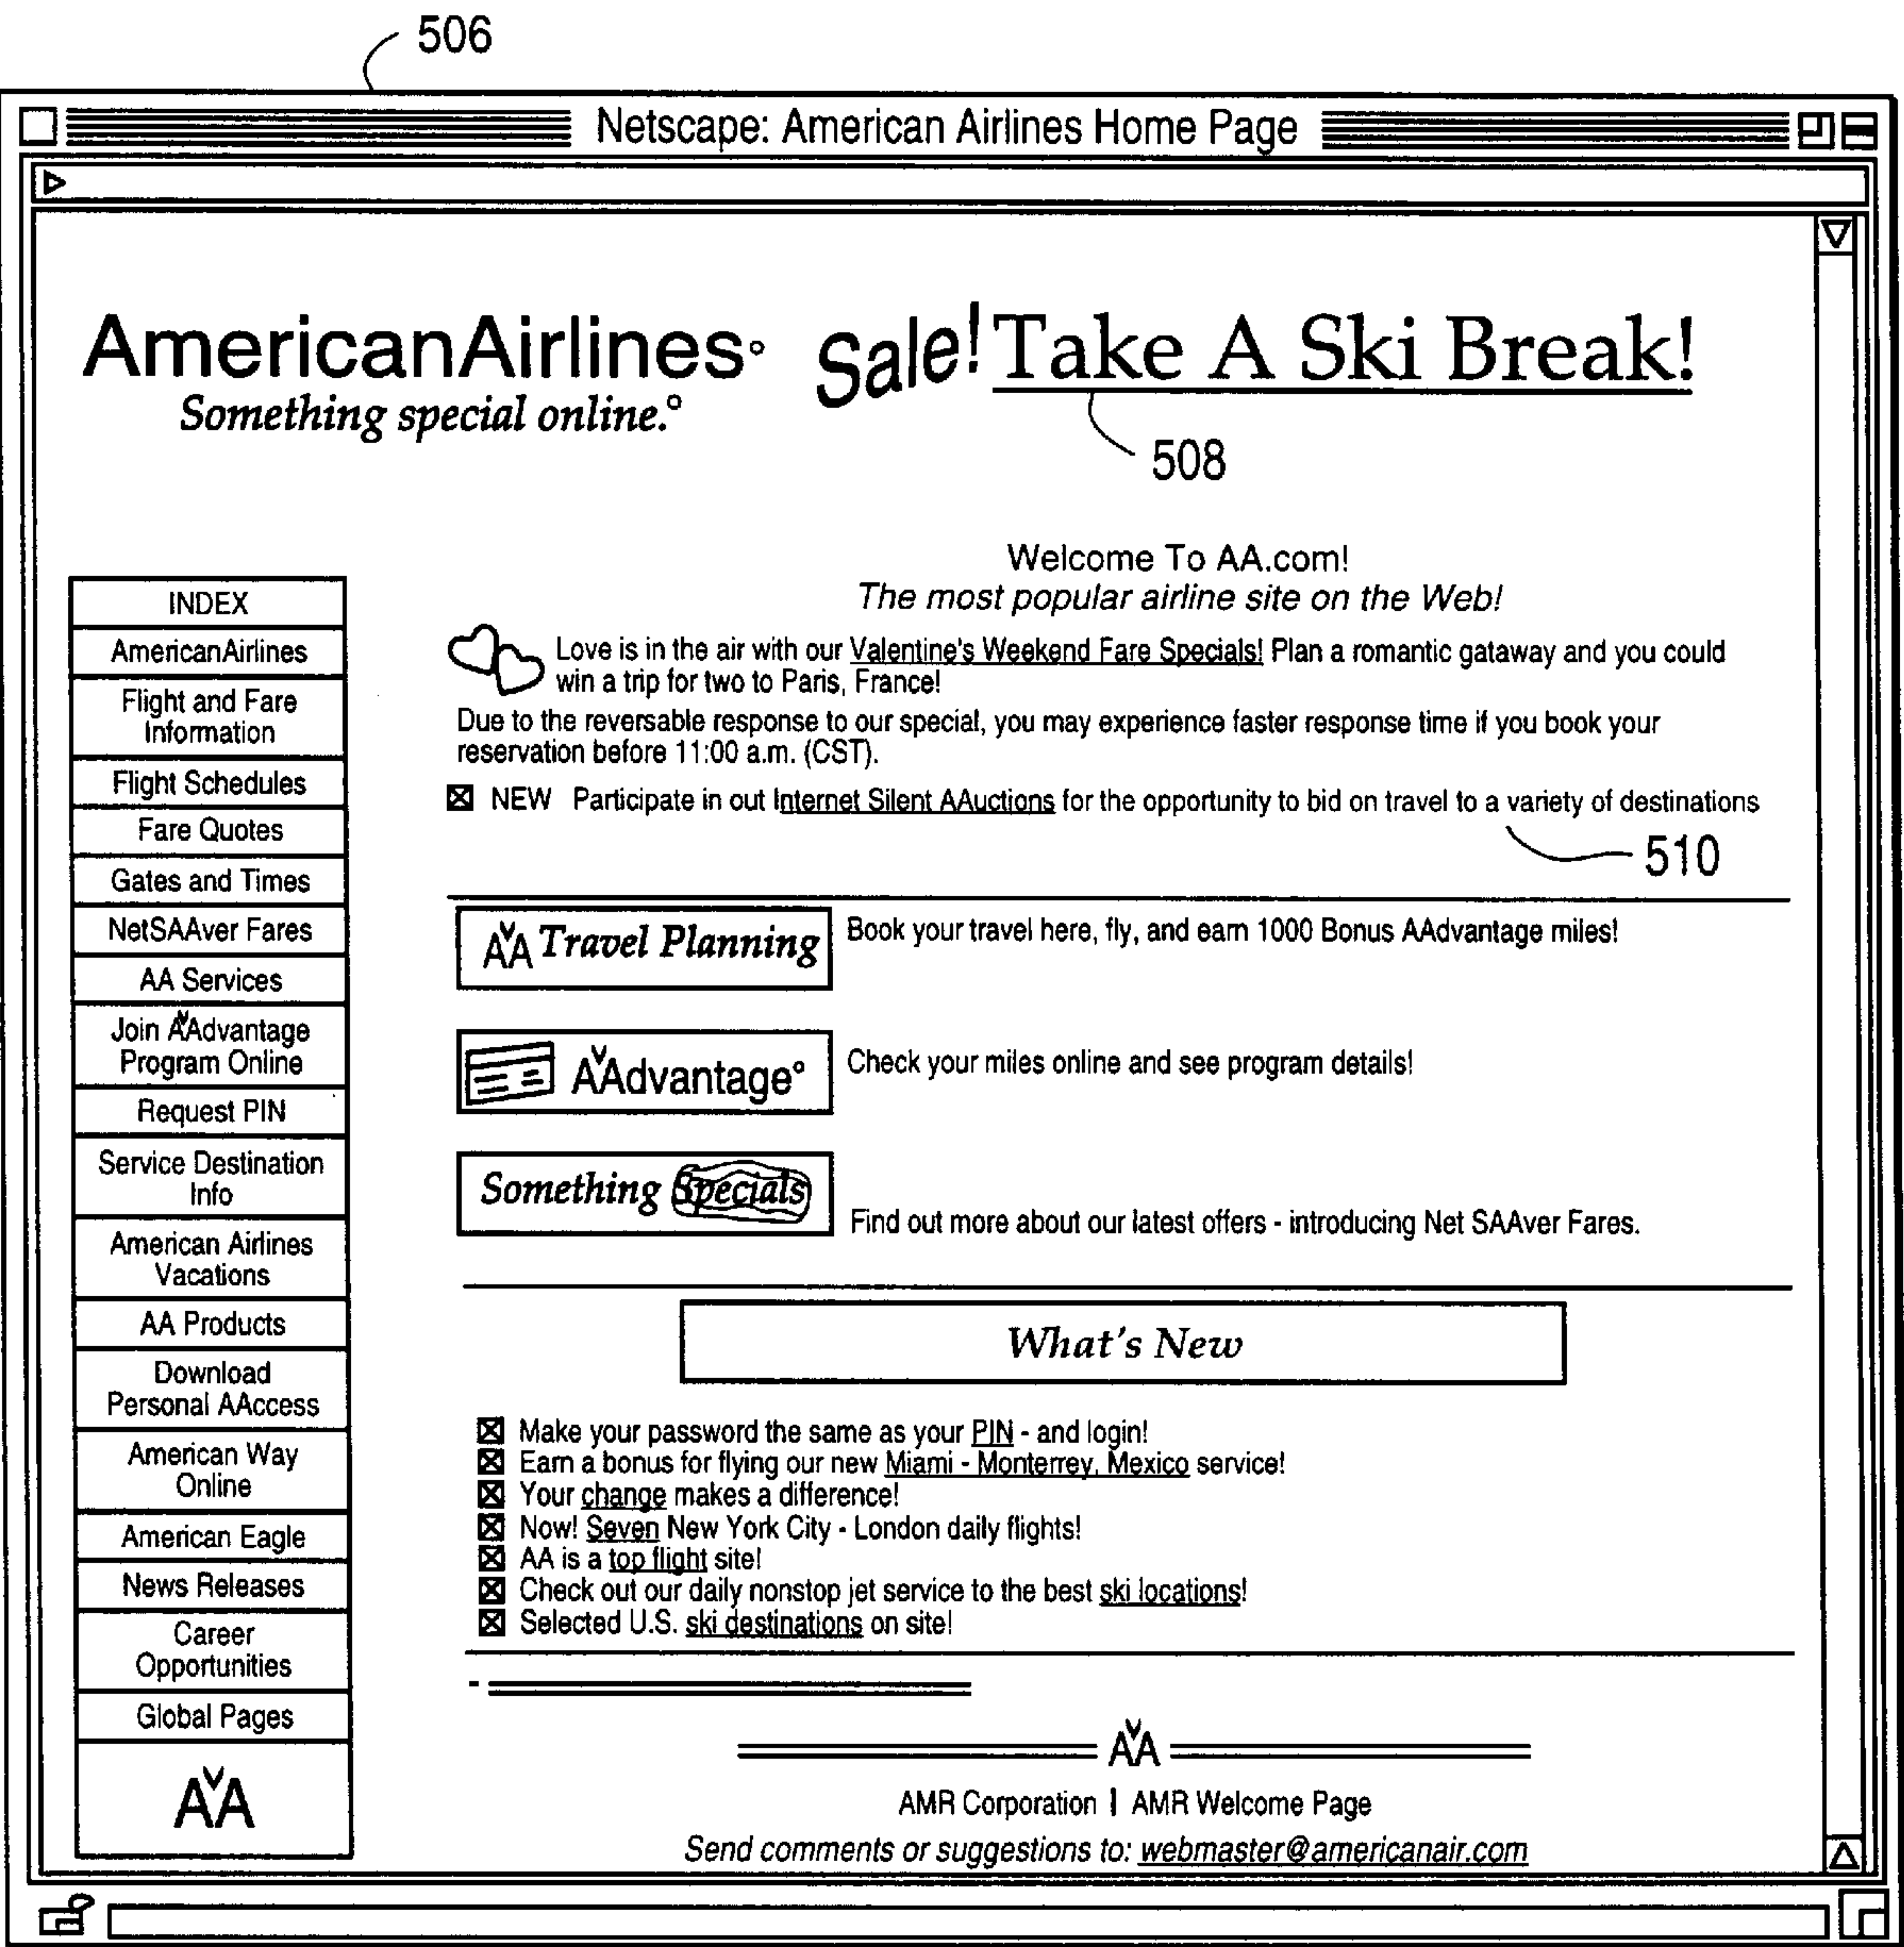 506
Netscape: American Airlines Home Page
AmericanAirlines
Something special online.
Sale! Take A Ski Break!
508
Welcome To AA.com!
The most popular airline site on the Web!
Love is in the air with our Valentine's Weekend Fare Specials! Plan a romantic gataway and you could
win a trip for two to Paris, France!
Due to the reversable response to our special, you may experience faster response time if you book your
reservation before 11:00 a.m. (CST).
NEW Participate in out Internet Silent AAuctions for the opportunity to bid on travel to a variety of destinations
510
INDEX
AmericanAirlines
Flight and Fare
Information
Flight Schedules
Fare Quotes
Gates and Times
NetSAAver Fares
AA Services
Join AAdvantage
Program Online
Request PIN
Service Destination
Info
American Airlines
Vacations
AA Products
Download
Personal AAccess
American Way
Online
American Eagle
News Releases
Career
Opportunities
Global Pages
AA
AA Travel Planning
Book your travel here, fly, and earn 1000 Bonus AAdvantage miles!
AAdvantage
Check your miles online and see program details!
Something Specials
Find out more about our latest offers - introducing Net SAAver Fares.
What's New
Make your password the same as your PIN - and login!
Earn a bonus for flying our new Miami - Monterrey, Mexico service!
Your change makes a difference!
Now! Seven New York City - London daily flights!
AA is a top flight site!
Check out our daily nonstop jet service to the best ski locations!
Selected U.S. ski destinations on site!
AA
AMR Corporation | AMR Welcome Page
Send comments or suggestions to: webmaster@americanair.com